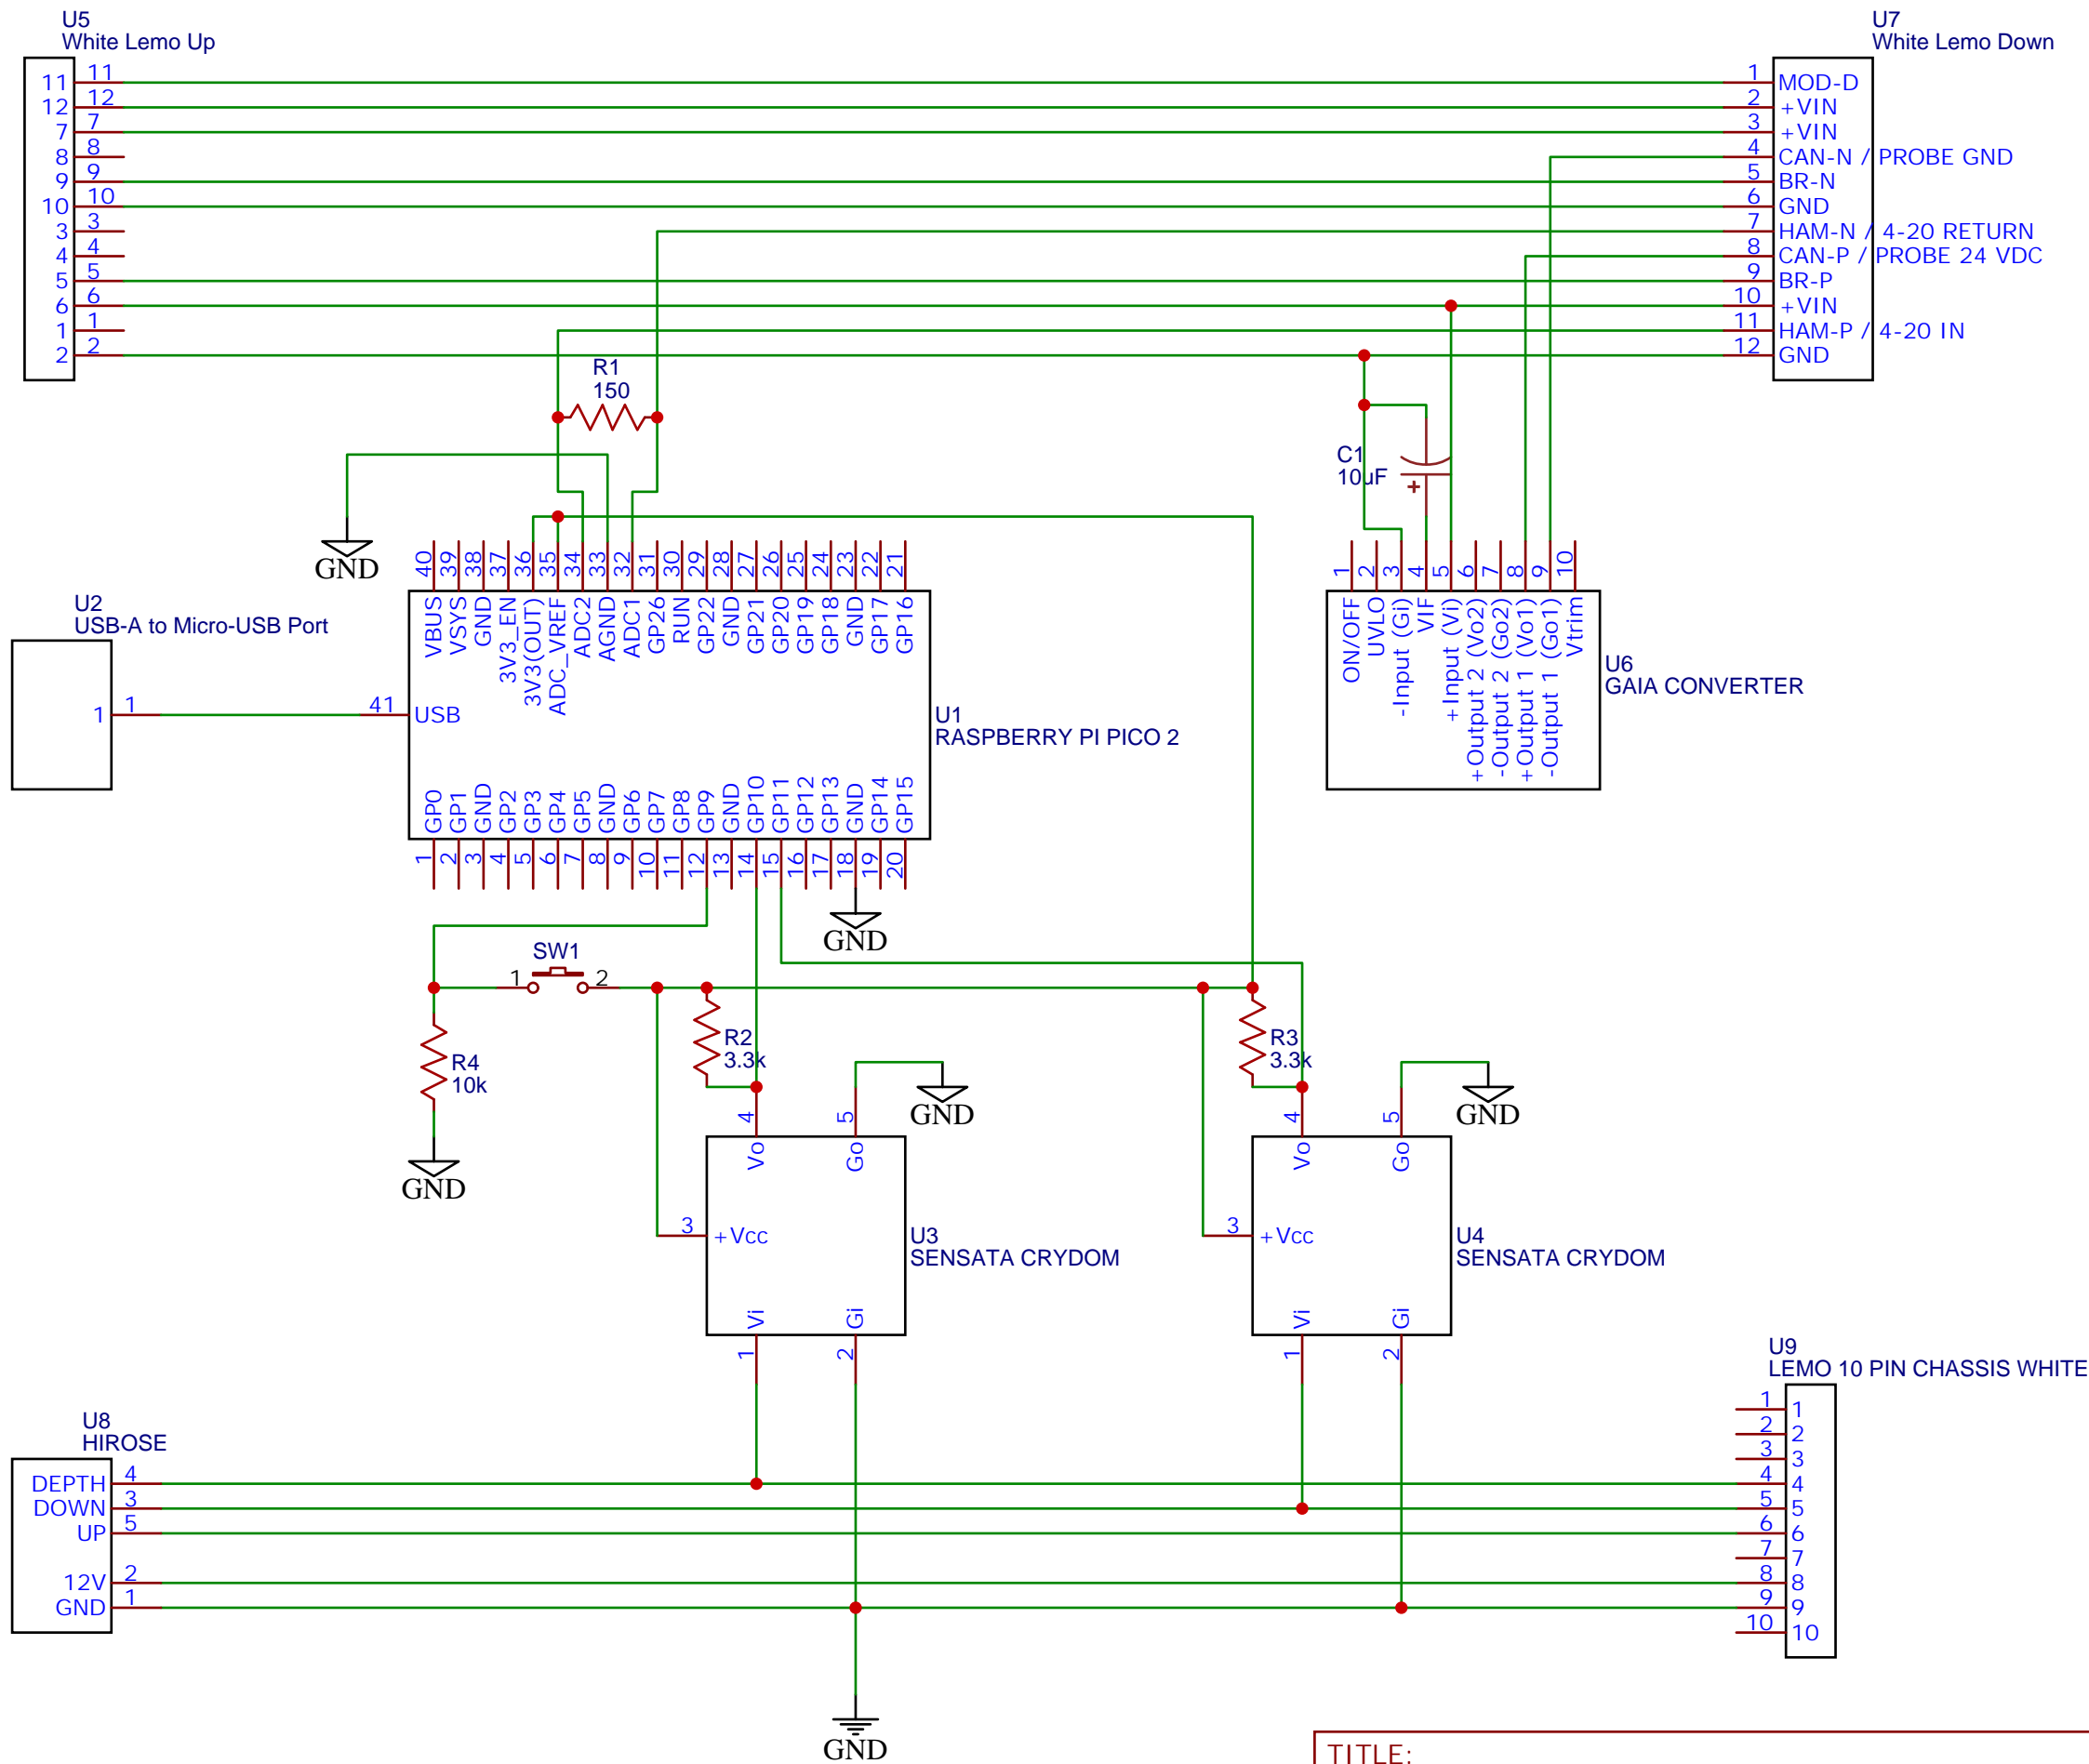 U5
White Lemo Up
11 11
12 12
7 7
8 8
9 9
10 10
3 3
4 4
5 5
6 6
1 1
2 2
U7
White Lemo Down
1 MOD-D
2 +VIN
3 +VIN
4 CAN-N / PROBE GND
5 BR-N
6 GND
7 HAM-N / 4-20 RETURN
8 CAN-P / PROBE 24 VDC
9 BR-P
10 +VIN
11 HAM-P / 4-20 IN
12 GND
R1
150
C1
10uF
+
GND
40 39 38 37 36 35 34 33 32 31 30 29 28 27 26 25 24 23 22 21
VBUS VSYS GND 3V3_EN 3V3(OUT) ADC_VREF ADC2 AGND ADC1 GP26 RUN GP22 GND GP21 GP20 GP19 GP18 GND GP17 GP16
1 2 3 4 5 6 7 8 9 10
ON/OFF UVLO -Input (Gi) VIF +Input (Vi) +Output 2 (Vo2) -Output 2 (Go2) +Output 1 (Vo1) -Output 1 (Go1) Vtrim
U6
GAIA CONVERTER
U2
USB-A to Micro-USB Port
1 1
41 USB
U1
RASPBERRY PI PICO 2
GP0 GP1 GND GP2 GP3 GP4 GP5 GND GP6 GP7 GP8 GP9 GND GP10 GP11 GP12 GP13 GND GP14 GP15
1 2 3 4 5 6 7 8 9 10 11 12 13 14 15 16 17 18 19 20
GND
SW1
1 2
R4
10k
GND
R2
3.3k
GND
R3
3.3k
GND
4 5
Vo Go
3 +Vcc
U3
SENSATA CRYDOM
Vi Gi
1 2
4 5
Vo Go
3 +Vcc
U4
SENSATA CRYDOM
Vi Gi
1 2
U8
HIROSE
DEPTH 4
DOWN 3
UP 5
12V 2
GND 1
U9
LEMO 10 PIN CHASSIS WHITE
1 1
2 2
3 3
4 4
5 5
6 6
7 7
8 8
9 9
10 10
GND
TITLE: